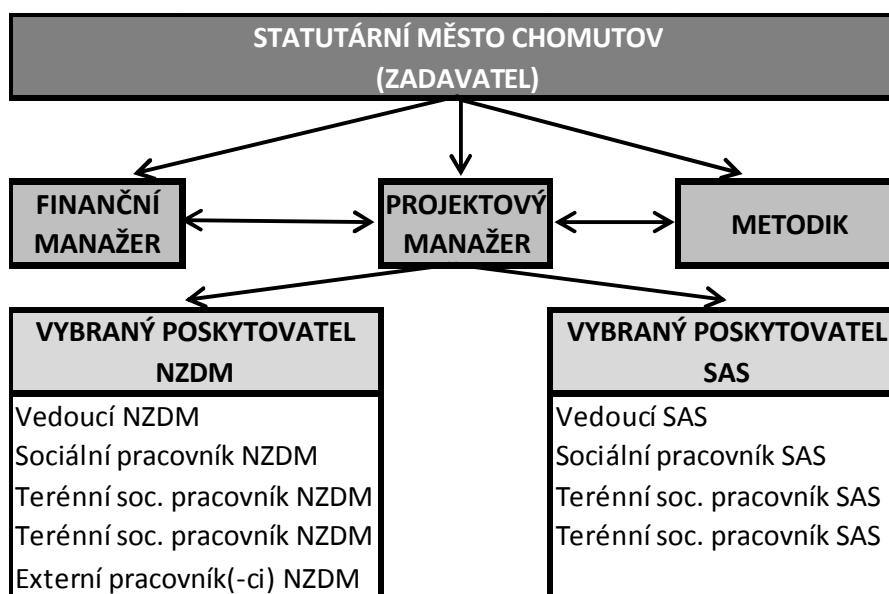 STATUTÁRNÍ MĚSTO CHOMUTOV
(ZADAVATEL)
FINANČNÍ
MANAŽER
PROJEKTOVÝ
MANAŽER
METODIK
VYBRANÝ POSKYTOVATEL
NZDM
Vedoucí NZDM
Sociální pracovník NZDM
Terénní soc. pracovník NZDM
Terénní soc. pracovník NZDM
Externí pracovník(-ci) NZDM
VYBRANÝ POSKYTOVATEL
SAS
Vedoucí SAS
Sociální pracovník SAS
Terénní soc. pracovník SAS
Terénní soc. pracovník SAS